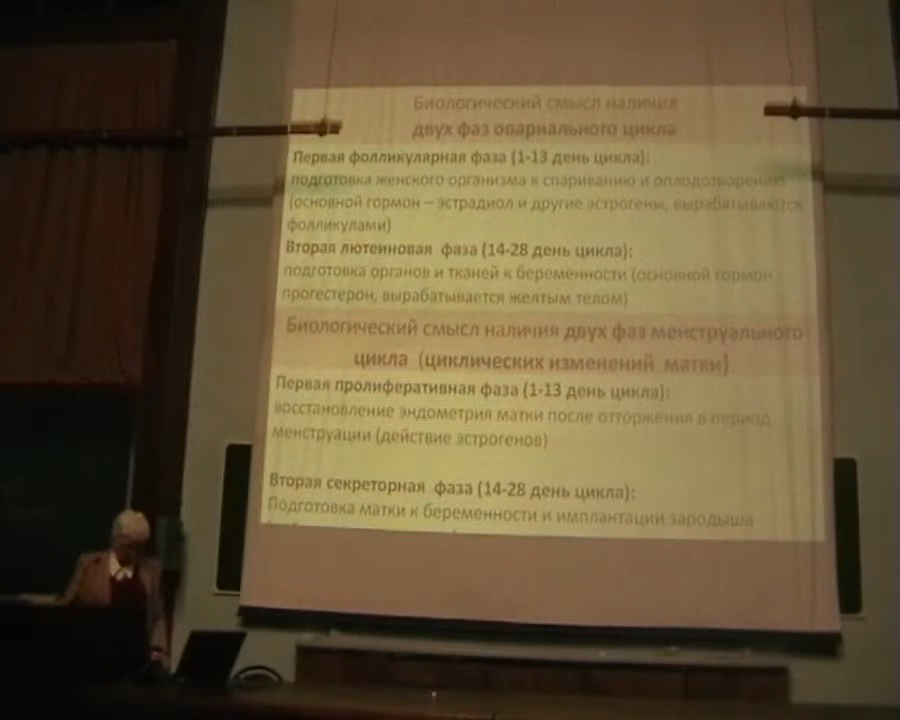 Биологический смысл наличия
двух фаз овариального цикла
Первая фолликулярная фаза (1-13 день цикла):
подготовка женского организма к спариванию и оплодотворению
(основной гормон – эстрадиол и другие эстрогены, вырабатываются
фолликулами)
Вторая лютеиновая фаза (14-28 день цикла):
подготовка органов и тканей к беременности (основной гормон
прогестерон, вырабатывается желтым телом)
Биологический смысл наличия двух фаз менструального
цикла (циклических изменений матки)
Первая пролиферативная фаза (1-13 день цикла):
восстановление эндометрия матки после отторжения в период
менструации (действие эстрогенов)
Вторая секреторная фаза (14-28 день цикла):
Подготовка матки к беременности и имплантации зародыша